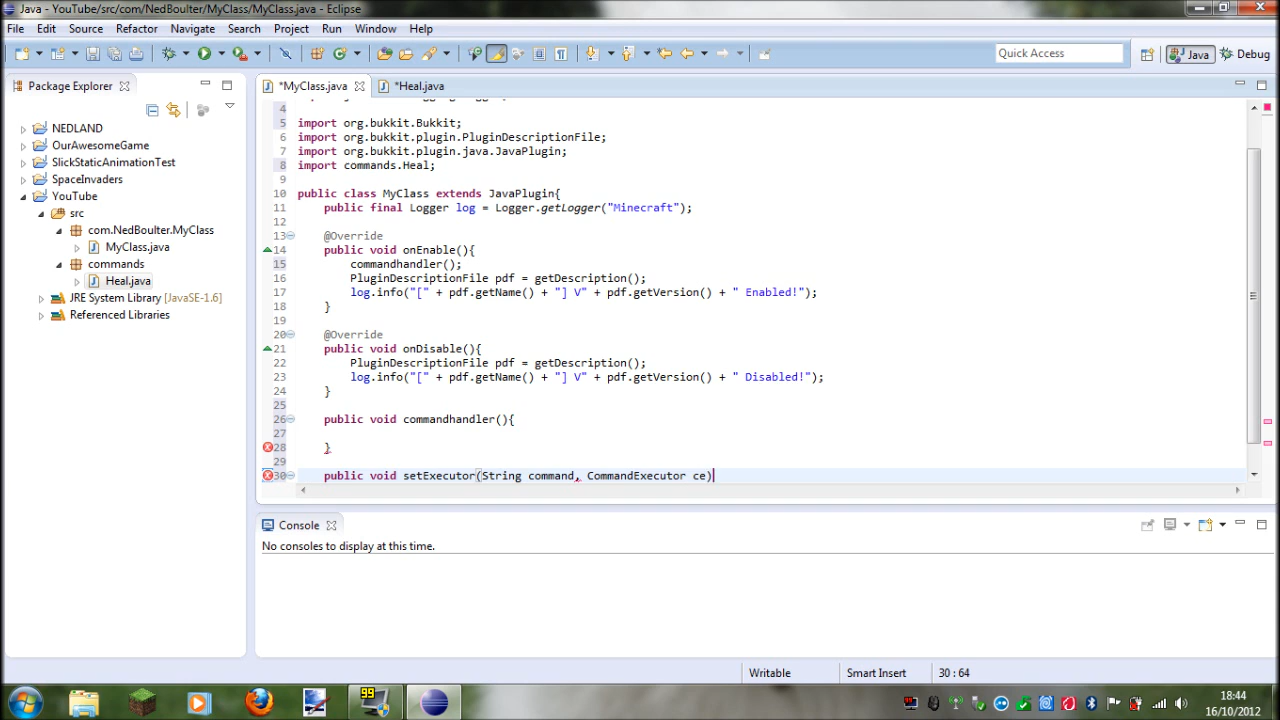 Java - YouTube/src/com/NedBoulter/MyClass/MyClass.java - Eclipse
File Edit Source Refactor Navigate Search Project Run Window Help
Quick Access Java Debug
Package Explorer
NEDLAND
OurAwesomeGame
SlickStaticAnimationTest
SpaceInvaders
YouTube
src
com.NedBoulter.MyClass
MyClass.java
commands
Heal.java
JRE System Library [JavaSE-1.6]
Referenced Libraries
*MyClass.java *Heal.java
4
5 import org.bukkit.Bukkit;
6 import org.bukkit.plugin.PluginDescriptionFile;
7 import org.bukkit.plugin.java.JavaPlugin;
8 import commands.Heal;
9
10 public class MyClass extends JavaPlugin{
11 public final Logger log = Logger.getLogger("Minecraft");
12
13 @Override
14 public void onEnable(){
15 commandhandler();
16 PluginDescriptionFile pdf = getDescription();
17 log.info("[" + pdf.getName() + "] V" + pdf.getVersion() + " Enabled!");
18 }
19
20 @Override
21 public void onDisable(){
22 PluginDescriptionFile pdf = getDescription();
23 log.info("[" + pdf.getName() + "] V" + pdf.getVersion() + " Disabled!");
24 }
25
26 public void commandhandler(){
27
28 }
29
30 public void setExecutor(String command, CommandExecutor ce)
Console
No consoles to display at this time.
Writable Smart Insert 30 : 64
99
18:44
16/10/2012